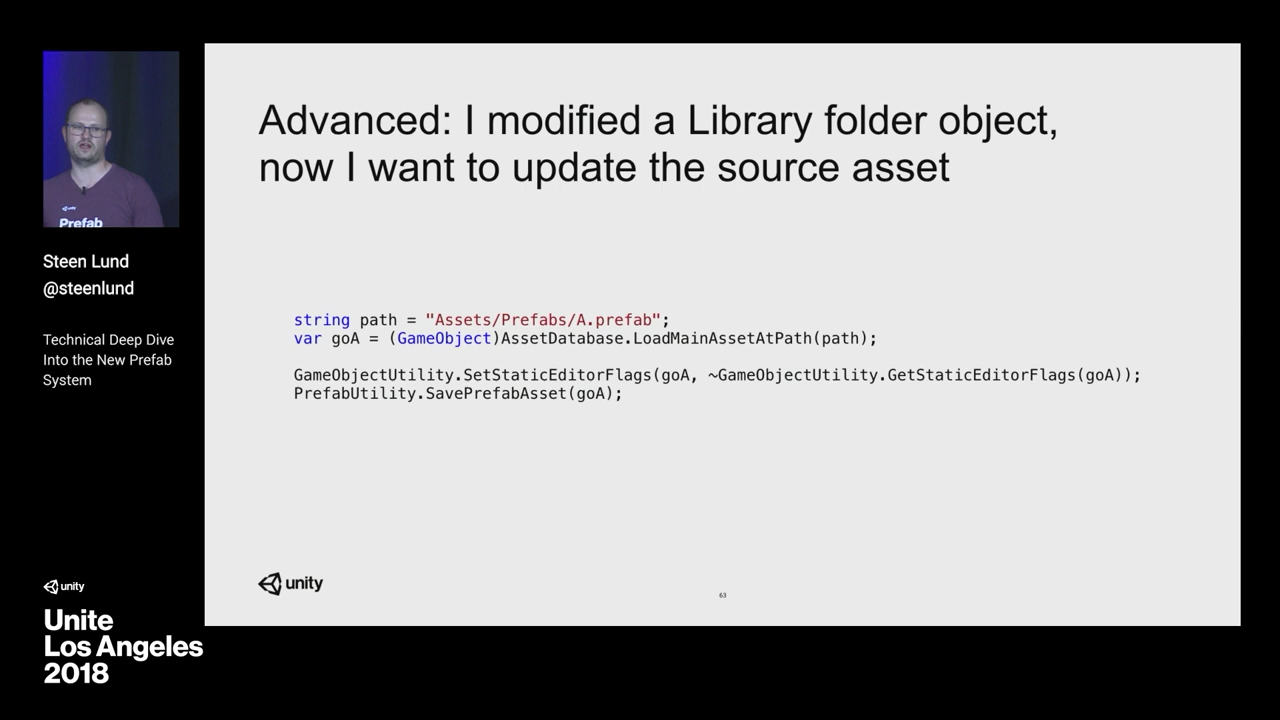 Prefab
Steen Lund
@steenlund
Technical Deep Dive
Into the New Prefab
System
unity
Unite
Los Angeles
2018
Advanced: I modified a Library folder object,
now I want to update the source asset
string path = "Assets/Prefabs/A.prefab";
var goA = (GameObject)AssetDatabase.LoadMainAssetAtPath(path);
GameObjectUtility.SetStaticEditorFlags(goA, ~GameObjectUtility.GetStaticEditorFlags(goA));
PrefabUtility.SavePrefabAsset(goA);
unity
63